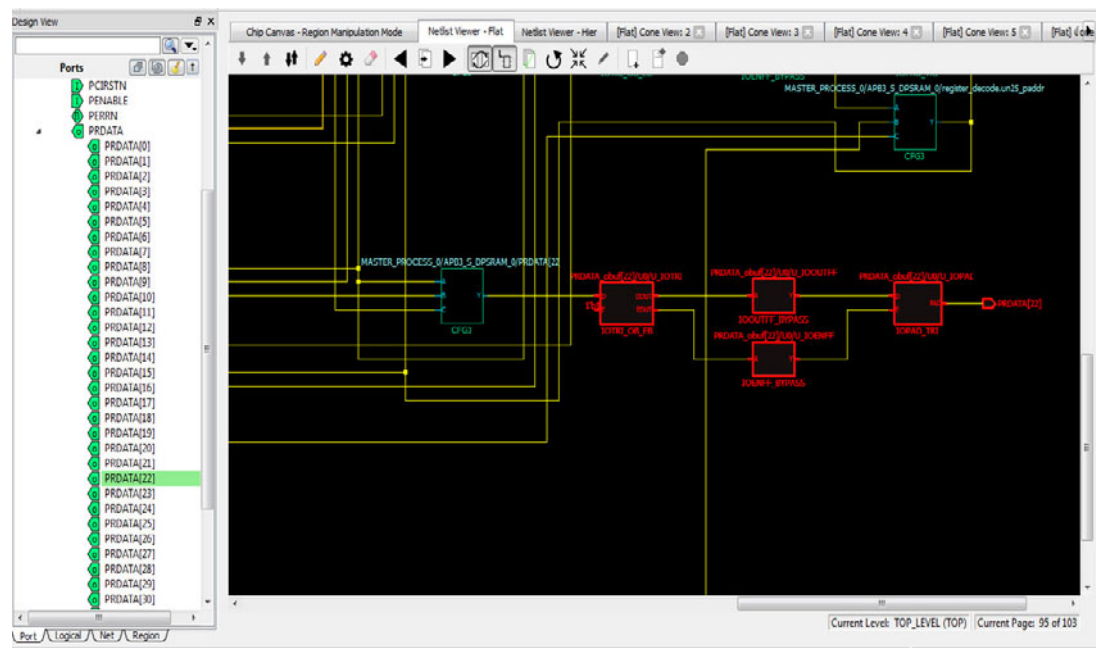 Design View
Ports
PCIRSTN
PENABLE
PERRN
PRDATA
PRDATA[0]
PRDATA[1]
PRDATA[2]
PRDATA[3]
PRDATA[4]
PRDATA[5]
PRDATA[6]
PRDATA[7]
PRDATA[8]
PRDATA[9]
PRDATA[10]
PRDATA[11]
PRDATA[12]
PRDATA[13]
PRDATA[14]
PRDATA[15]
PRDATA[16]
PRDATA[17]
PRDATA[18]
PRDATA[19]
PRDATA[20]
PRDATA[21]
PRDATA[22]
PRDATA[23]
PRDATA[24]
PRDATA[25]
PRDATA[26]
PRDATA[27]
PRDATA[28]
PRDATA[29]
PRDATA[30]
Port Logical Net Region
Chip Canvas - Region Manipulation Mode Netlist Viewer - Flat Netlist Viewer - Hier [Flat] Cone View: 2 [Flat] Cone View: 3 [Flat] Cone View: 4 [Flat] Cone View: 5 [Flat]
IOENFF_BYPASS
MASTER_PROCESS_0/APB3_S_DPSRAM_0/register_decode.un25_paddr
A
B
C
Y
CFG3
MASTER_PROCESS_0/APB3_S_DPSRAM_0/PRDATA[22
A
B
C
Y
CFG3
PRDATA_obuf[22]/U0/U_IOTRI
D
DOUT
EOUT
IOTRI_OB_EB
PRDATA_obuf[22]/U0/U_IOOUTFF
A
Y
IOOUTFF_BYPASS
PRDATA_obuf[22]/U0/U_IOENFF
A
Y
IOENFF_BYPASS
PRDATA_obuf[22]/U0/U_IOPAD
D
E
PAD
IOPAD_TRI
PRDATA[22]
Current Level: TOP_LEVEL (TOP) Current Page: 95 of 103